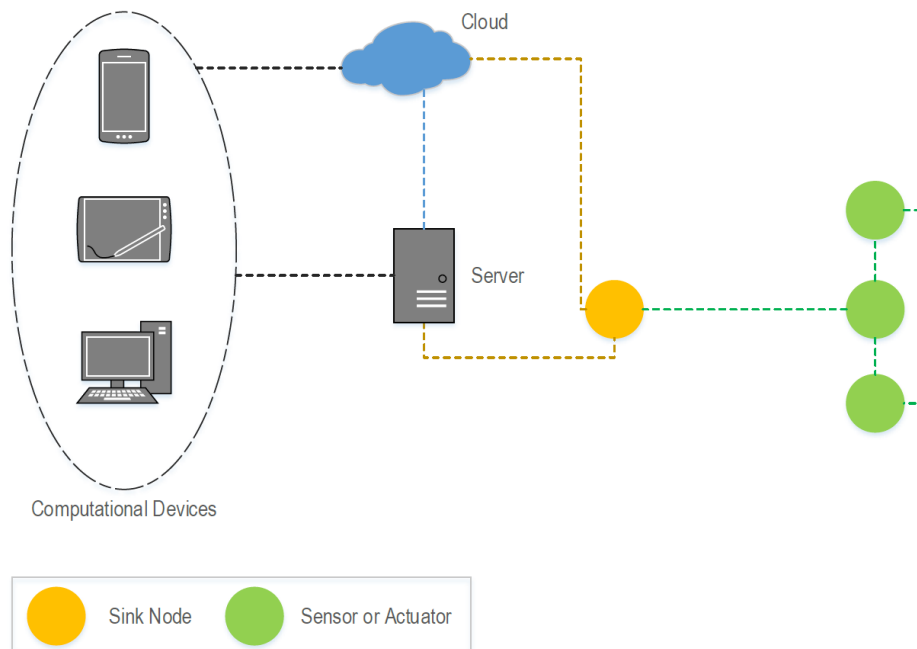 Cloud
Server
Computational Devices
Sink Node
Sensor or Actuator